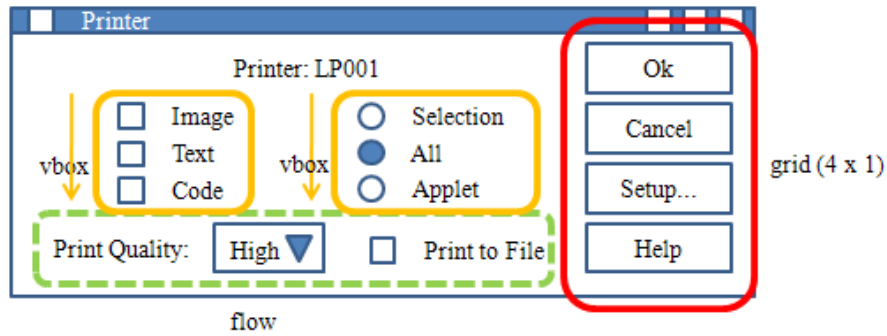 Printer
Printer: LP001
Ok
Image
Selection
Cancel
vbox
Text
vbox
All
grid (4 x 1)
Code
Applet
Setup...
Print Quality:
High
Print to File
Help
flow